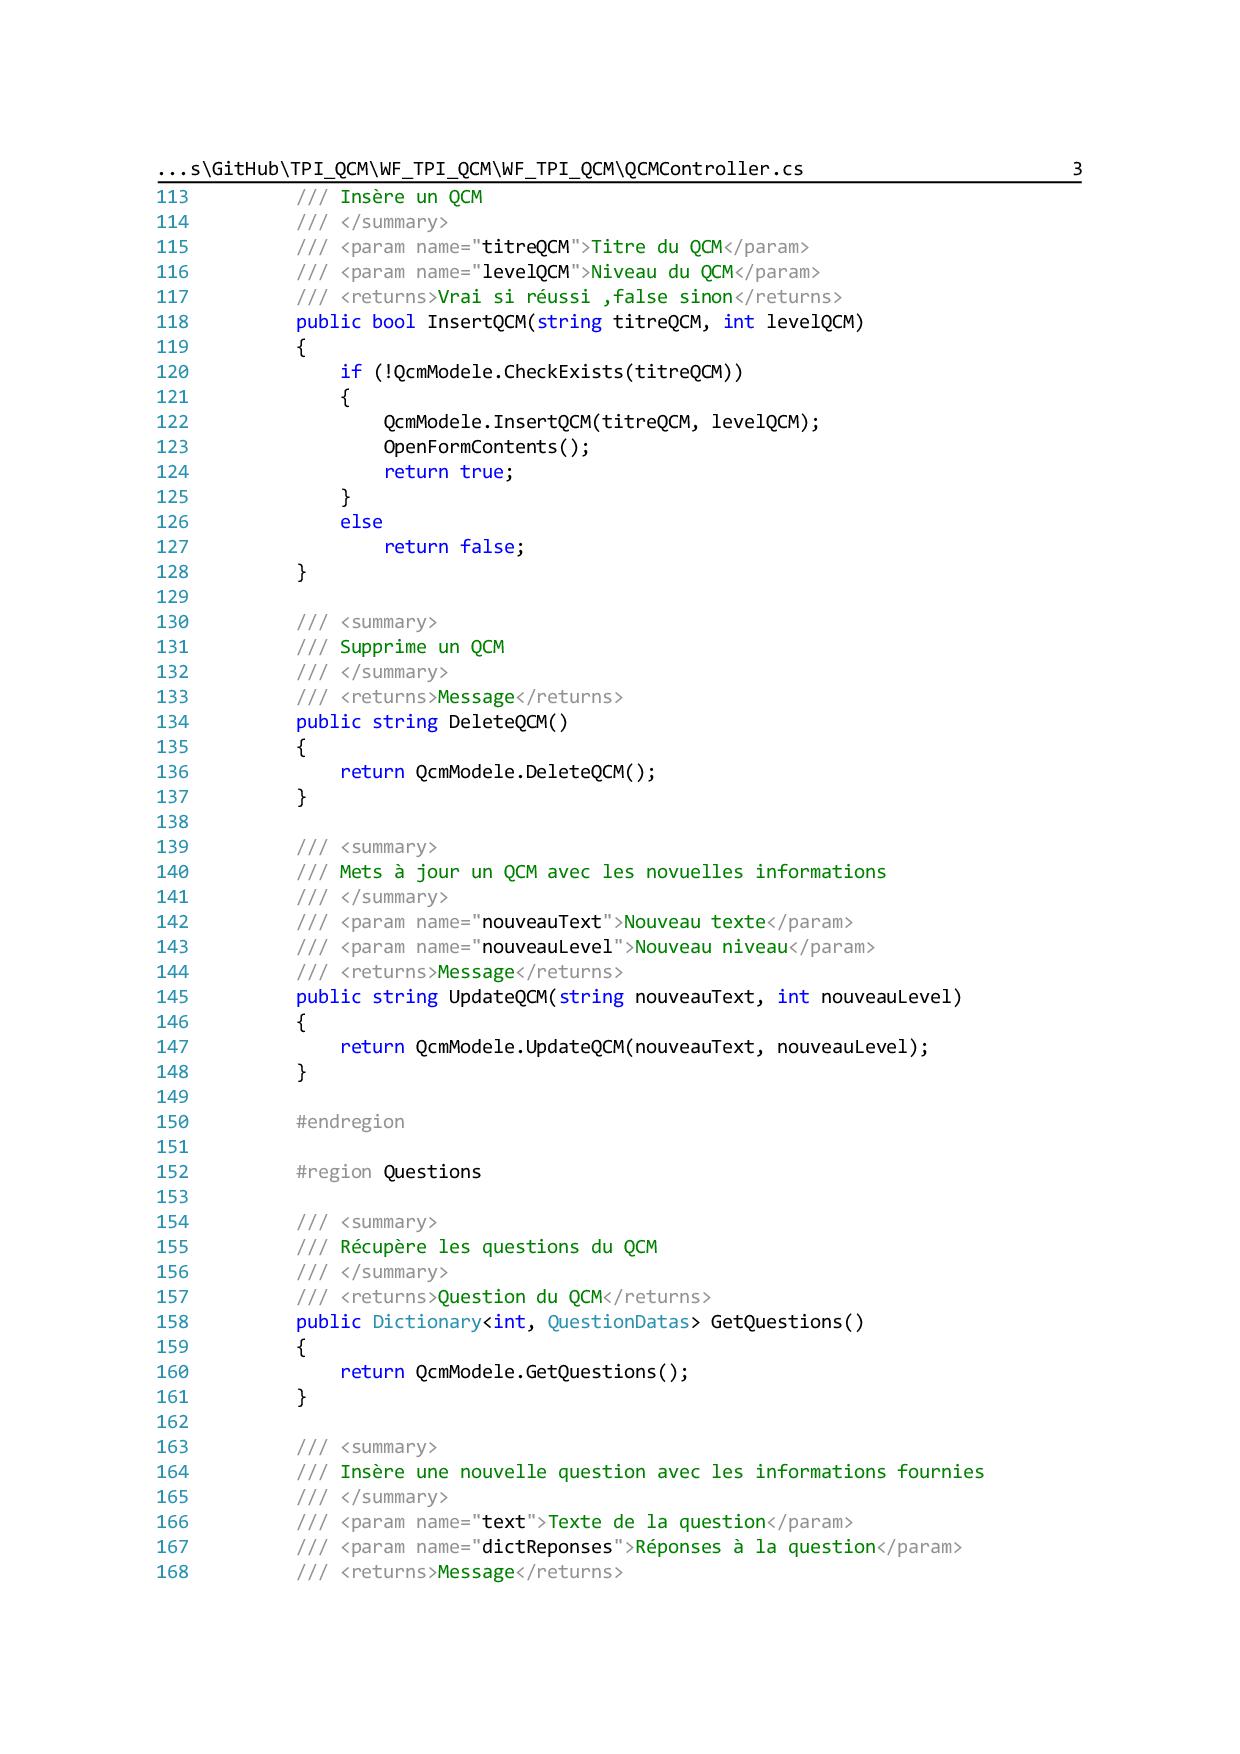 ...s\GitHub\TPI_QCM\WF_TPI_QCM\WF_TPI_QCM\QCMController.cs 3
113 /// Insère un QCM
114 /// </summary>
115 /// <param name="titreQCM">Titre du QCM</param>
116 /// <param name="levelQCM">Niveau du QCM</param>
117 /// <returns>Vrai si réussi ,false sinon</returns>
118 public bool InsertQCM(string titreQCM, int levelQCM)
119 {
120 if (!QcmModele.CheckExists(titreQCM))
121 {
122 QcmModele.InsertQCM(titreQCM, levelQCM);
123 OpenFormContents();
124 return true;
125 }
126 else
127 return false;
128 }
129
130 /// <summary>
131 /// Supprime un QCM
132 /// </summary>
133 /// <returns>Message</returns>
134 public string DeleteQCM()
135 {
136 return QcmModele.DeleteQCM();
137 }
138
139 /// <summary>
140 /// Mets à jour un QCM avec les novuelles informations
141 /// </summary>
142 /// <param name="nouveauText">Nouveau texte</param>
143 /// <param name="nouveauLevel">Nouveau niveau</param>
144 /// <returns>Message</returns>
145 public string UpdateQCM(string nouveauText, int nouveauLevel)
146 {
147 return QcmModele.UpdateQCM(nouveauText, nouveauLevel);
148 }
149
150 #endregion
151
152 #region Questions
153
154 /// <summary>
155 /// Récupère les questions du QCM
156 /// </summary>
157 /// <returns>Question du QCM</returns>
158 public Dictionary<int, QuestionDatas> GetQuestions()
159 {
160 return QcmModele.GetQuestions();
161 }
162
163 /// <summary>
164 /// Insère une nouvelle question avec les informations fournies
165 /// </summary>
166 /// <param name="text">Texte de la question</param>
167 /// <param name="dictReponses">Réponses à la question</param>
168 /// <returns>Message</returns>